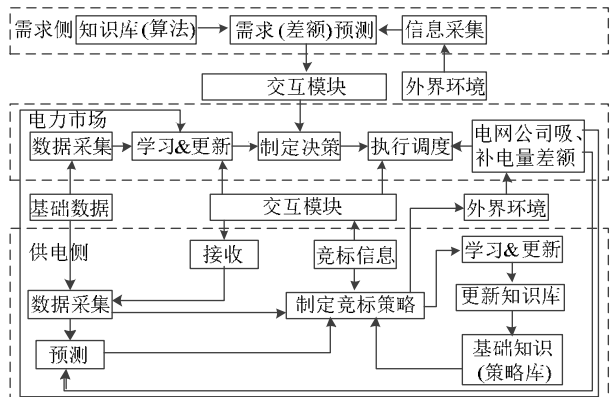 需求侧 知识库(算法) 需求(差额)预测 信息采集
交互模块 外界环境
电力市场
数据采集 学习&更新 制定决策 执行调度 电网公司吸、
补电量差额
基础数据 交互模块 外界环境
供电侧 接收 竞标信息 学习&更新
数据采集 制定竞标策略 更新知识库
预测 基础知识
(策略库)